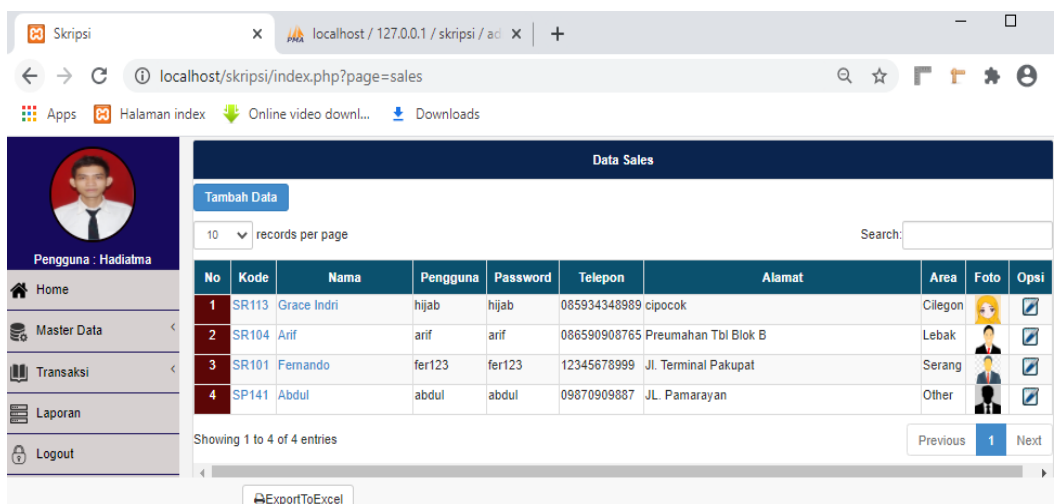 Skripsi
localhost / 127.0.0.1 / skripsi / ad
localhost/skripsi/index.php?page=sales
Apps Halaman index Online video downl... Downloads
Data Sales
Tambah Data
10 records per page Search:
Pengguna : Hadiatma
Home
Master Data
Transaksi
Laporan
Logout
No Kode Nama Pengguna Password Telepon Alamat Area Foto Opsi
1 SR113 Grace Indri hijab hijab 085934348989 cipocok Cilegon
2 SR104 Arif arif arif 086590908765 Preumahan Tbl Blok B Lebak
3 SR101 Fernando fer123 fer123 12345678999 Jl. Terminal Pakupat Serang
4 SP141 Abdul abdul abdul 09870909887 JL. Pamarayan Other
Showing 1 to 4 of 4 entries Previous 1 Next
ExportToExcel